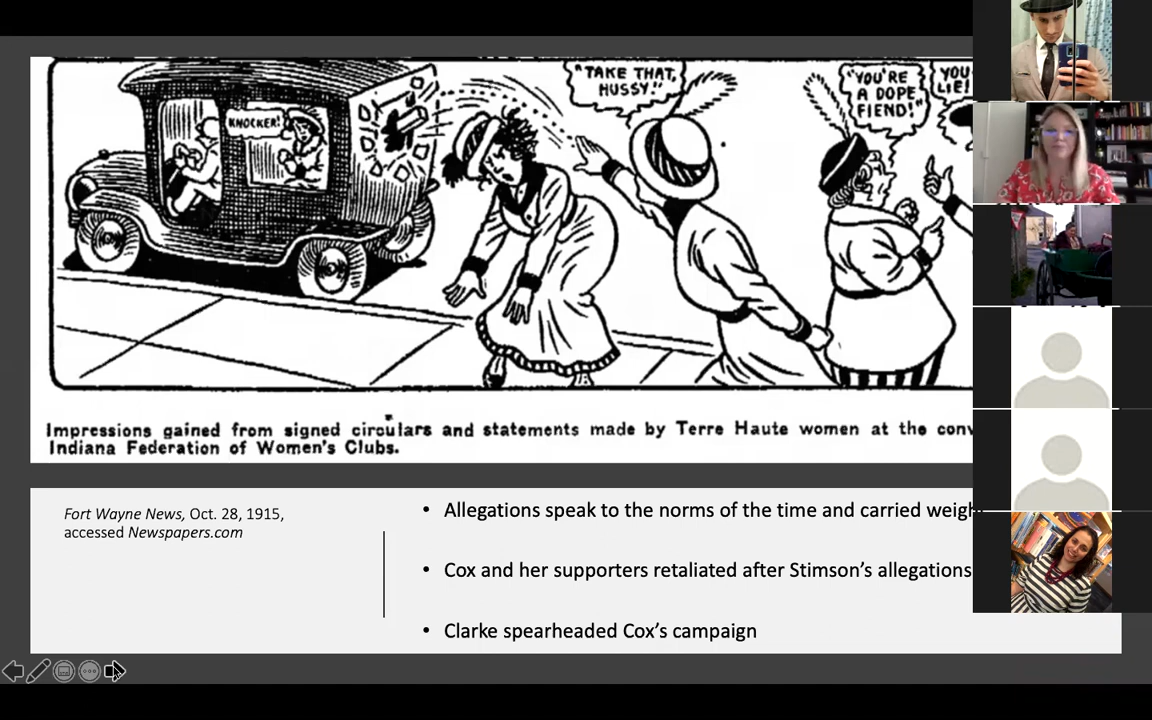 "TAKE THAT,
HUSSY!"
"YOU'RE
A DOPE
FIEND!"
YOU
LIE!
KNOCKER!
Impressions gained from signed circulars and statements made by Terre Haute women at the conv
Indiana Federation of Women's Clubs.
Fort Wayne News, Oct. 28, 1915,
accessed Newspapers.com
• Allegations speak to the norms of the time and carried weigh
• Cox and her supporters retaliated after Stimson's allegations
• Clarke spearheaded Cox's campaign